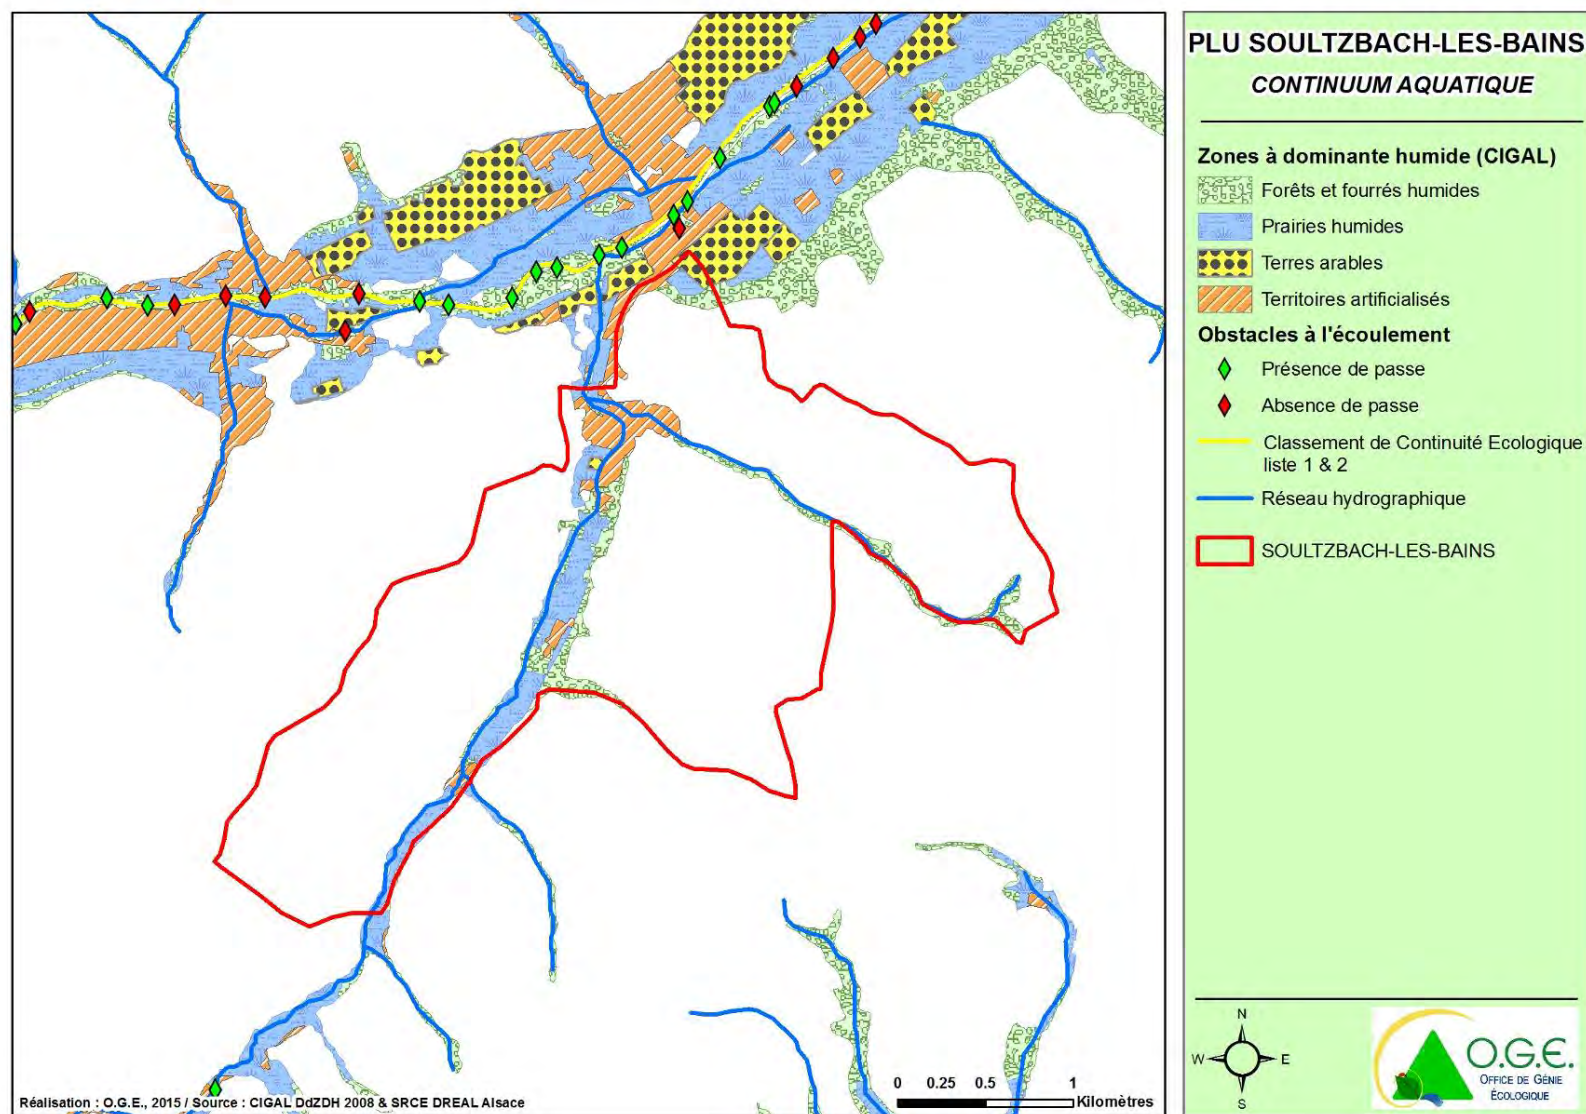 PLU SOULTZBACH-LES-BAINS
CONTINUUM AQUATIQUE
Zones à dominante humide (CIGAL)
Forêts et fourrés humides
Prairies humides
Terres arables
Territoires artificialisés
Obstacles à l'écoulement
Présence de passe
Absence de passe
Classement de Continuité Ecologique
liste 1 & 2
Réseau hydrographique
SOULTZBACH-LES-BAINS
N
W E
S
O.G.E.
OFFICE DE GÉNIE
ÉCOLOGIQUE
0 0.25 0.5 1
Kilomètres
Réalisation : O.G.E., 2015 / Source : CIGAL DdZDH 2008 & SRCE DREAL Alsace